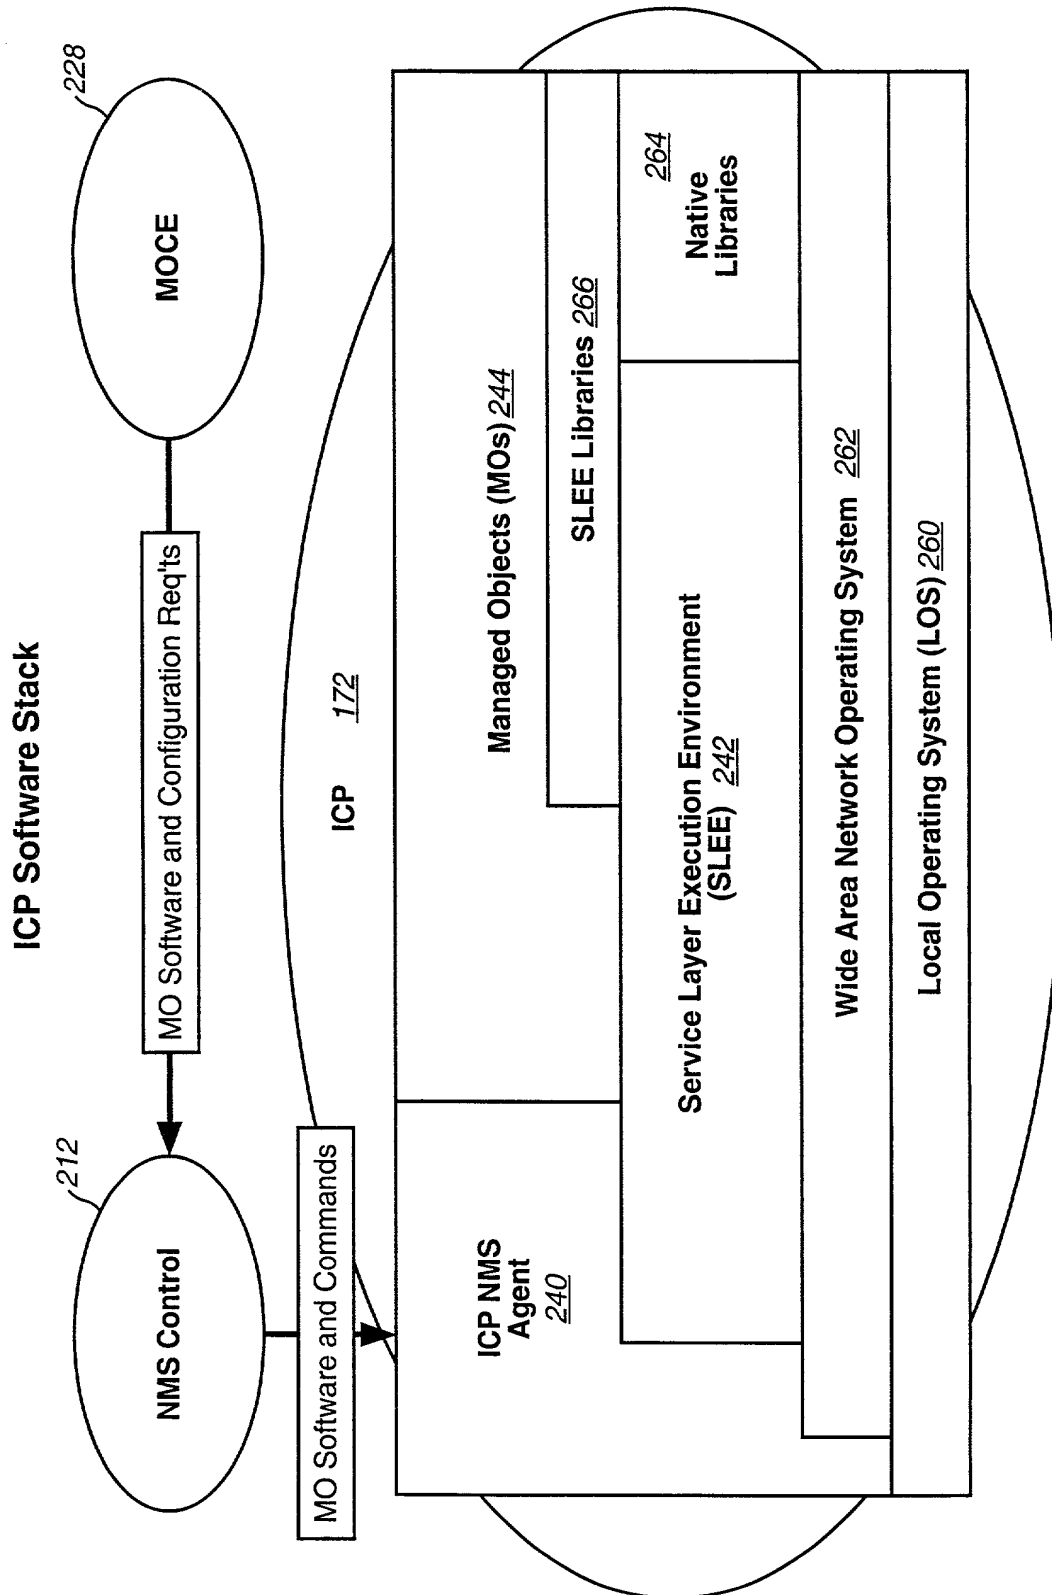 ICP Software Stack
212
NMS Control
MO Software and Configuration Req'ts
228
MOCE
MO Software and Commands
ICP 172
ICP NMS
Agent
240
Managed Objects (MOs) 244
SLEE Libraries 266
Service Layer Execution Environment
(SLEE) 242
264
Native
Libraries
Wide Area Network Operating System 262
Local Operating System (LOS) 260